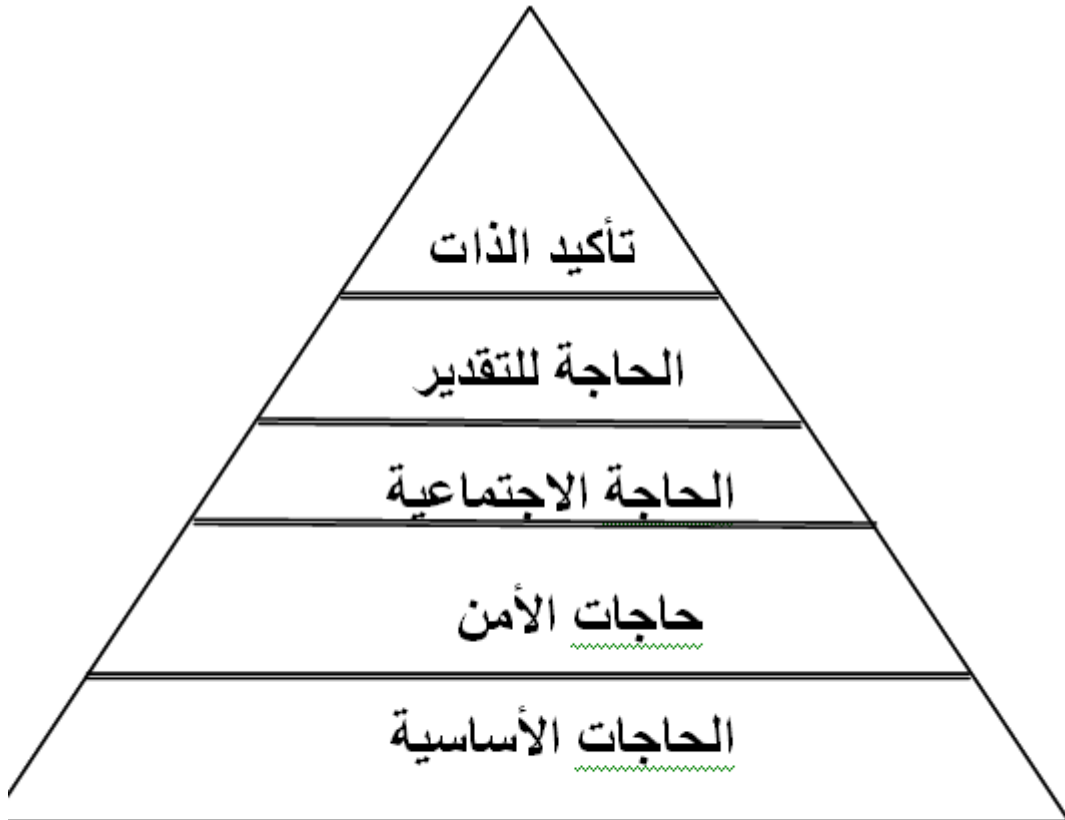 تأكيد الذات
الحاجة للتقدير
الحاجة الاجتماعية
حاجات الأمن
الحاجات الأساسية